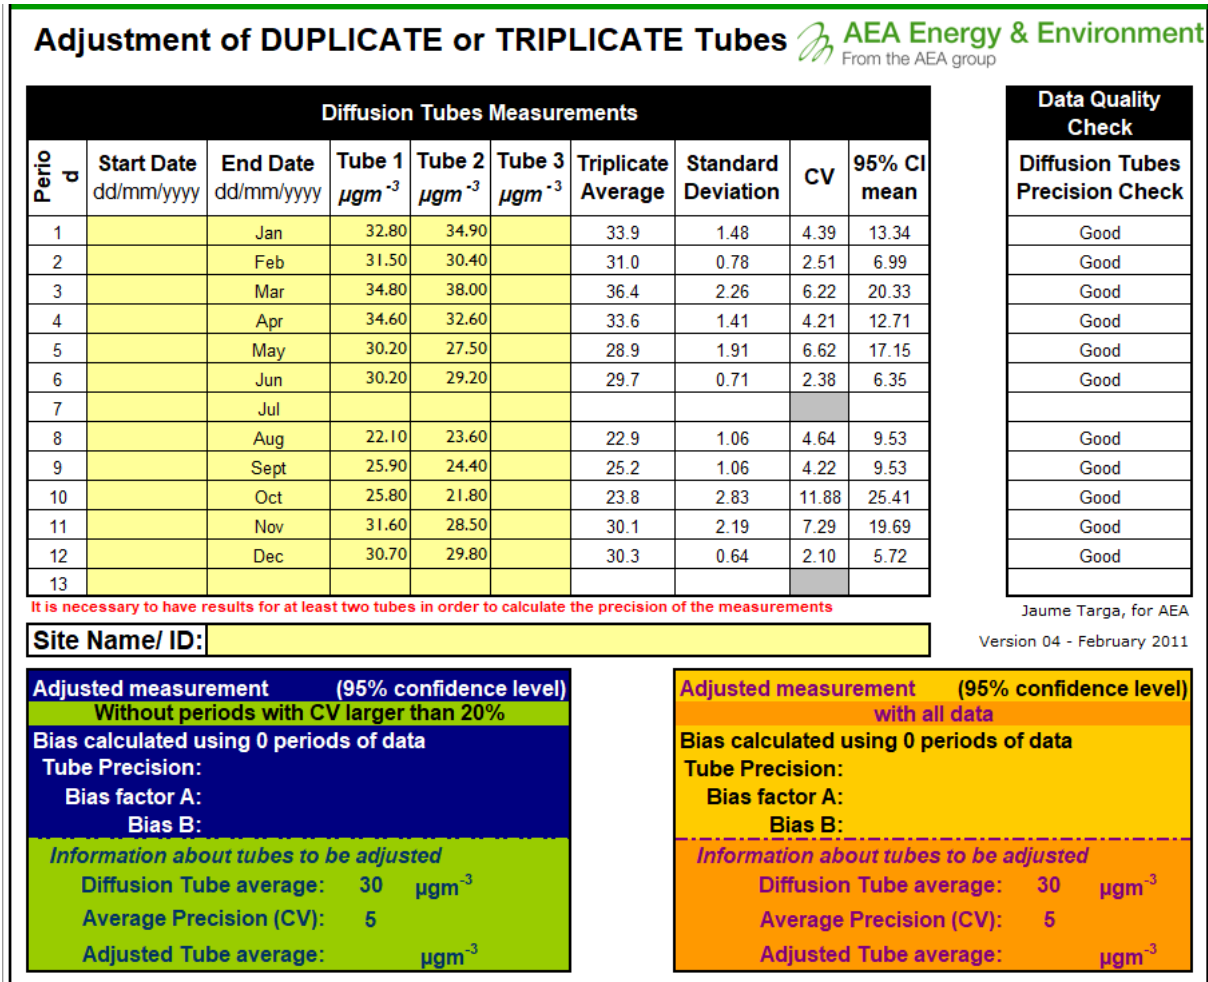 Adjustment of DUPLICATE or TRIPLICATE Tubes AEA Energy & Environment
From the AEA group
Diffusion Tubes Measurements
Data Quality Check
Period Start Date dd/mm/yyyy End Date dd/mm/yyyy Tube 1 µgm-3 Tube 2 µgm-3 Tube 3 µgm-3 Triplicate Average Standard Deviation CV 95% CI mean Diffusion Tubes Precision Check
1 Jan 32.80 34.90 33.9 1.48 4.39 13.34 Good
2 Feb 31.50 30.40 31.0 0.78 2.51 6.99 Good
3 Mar 34.80 38.00 36.4 2.26 6.22 20.33 Good
4 Apr 34.60 32.60 33.6 1.41 4.21 12.71 Good
5 May 30.20 27.50 28.9 1.91 6.62 17.15 Good
6 Jun 30.20 29.20 29.7 0.71 2.38 6.35 Good
7 Jul
8 Aug 22.10 23.60 22.9 1.06 4.64 9.53 Good
9 Sept 25.90 24.40 25.2 1.06 4.22 9.53 Good
10 Oct 25.80 21.80 23.8 2.83 11.88 25.41 Good
11 Nov 31.60 28.50 30.1 2.19 7.29 19.69 Good
12 Dec 30.70 29.80 30.3 0.64 2.10 5.72 Good
13
It is necessary to have results for at least two tubes in order to calculate the precision of the measurements
Jaume Targa, for AEA
Site Name/ ID:
Version 04 - February 2011
Adjusted measurement (95% confidence level)
Without periods with CV larger than 20%
Bias calculated using 0 periods of data
Tube Precision:
Bias factor A:
Bias B:
Information about tubes to be adjusted
Diffusion Tube average: 30 µgm-3
Average Precision (CV): 5
Adjusted Tube average: µgm-3
Adjusted measurement (95% confidence level)
with all data
Bias calculated using 0 periods of data
Tube Precision:
Bias factor A:
Bias B:
Information about tubes to be adjusted
Diffusion Tube average: 30 µgm-3
Average Precision (CV): 5
Adjusted Tube average: µgm-3